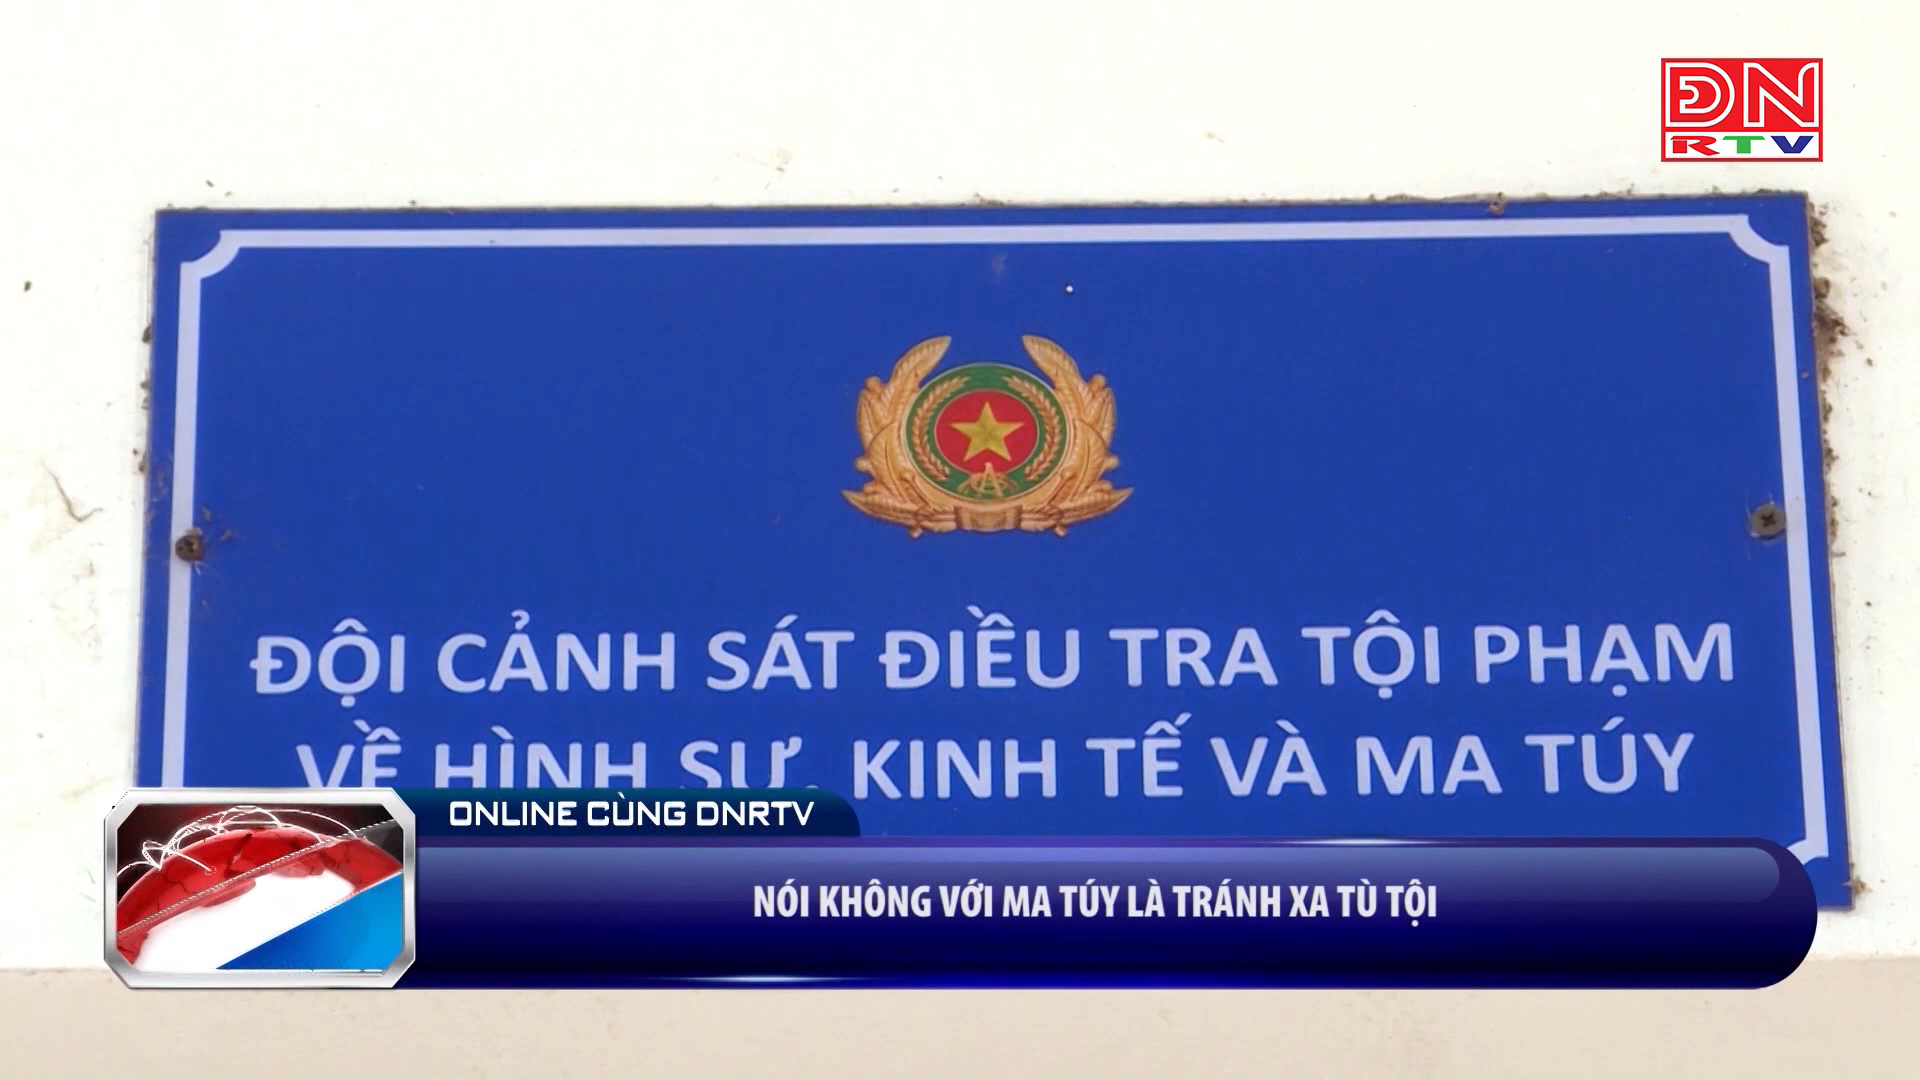 ĐN
RTV
ĐỘI CẢNH SÁT ĐIỀU TRA TỘI PHẠM
VỀ HÌNH SỰ, KINH TẾ VÀ MA TÚY
ONLINE CÙNG DNRTV
NÓI KHÔNG VỚI MA TÚY LÀ TRÁNH XA TÙ TỘI